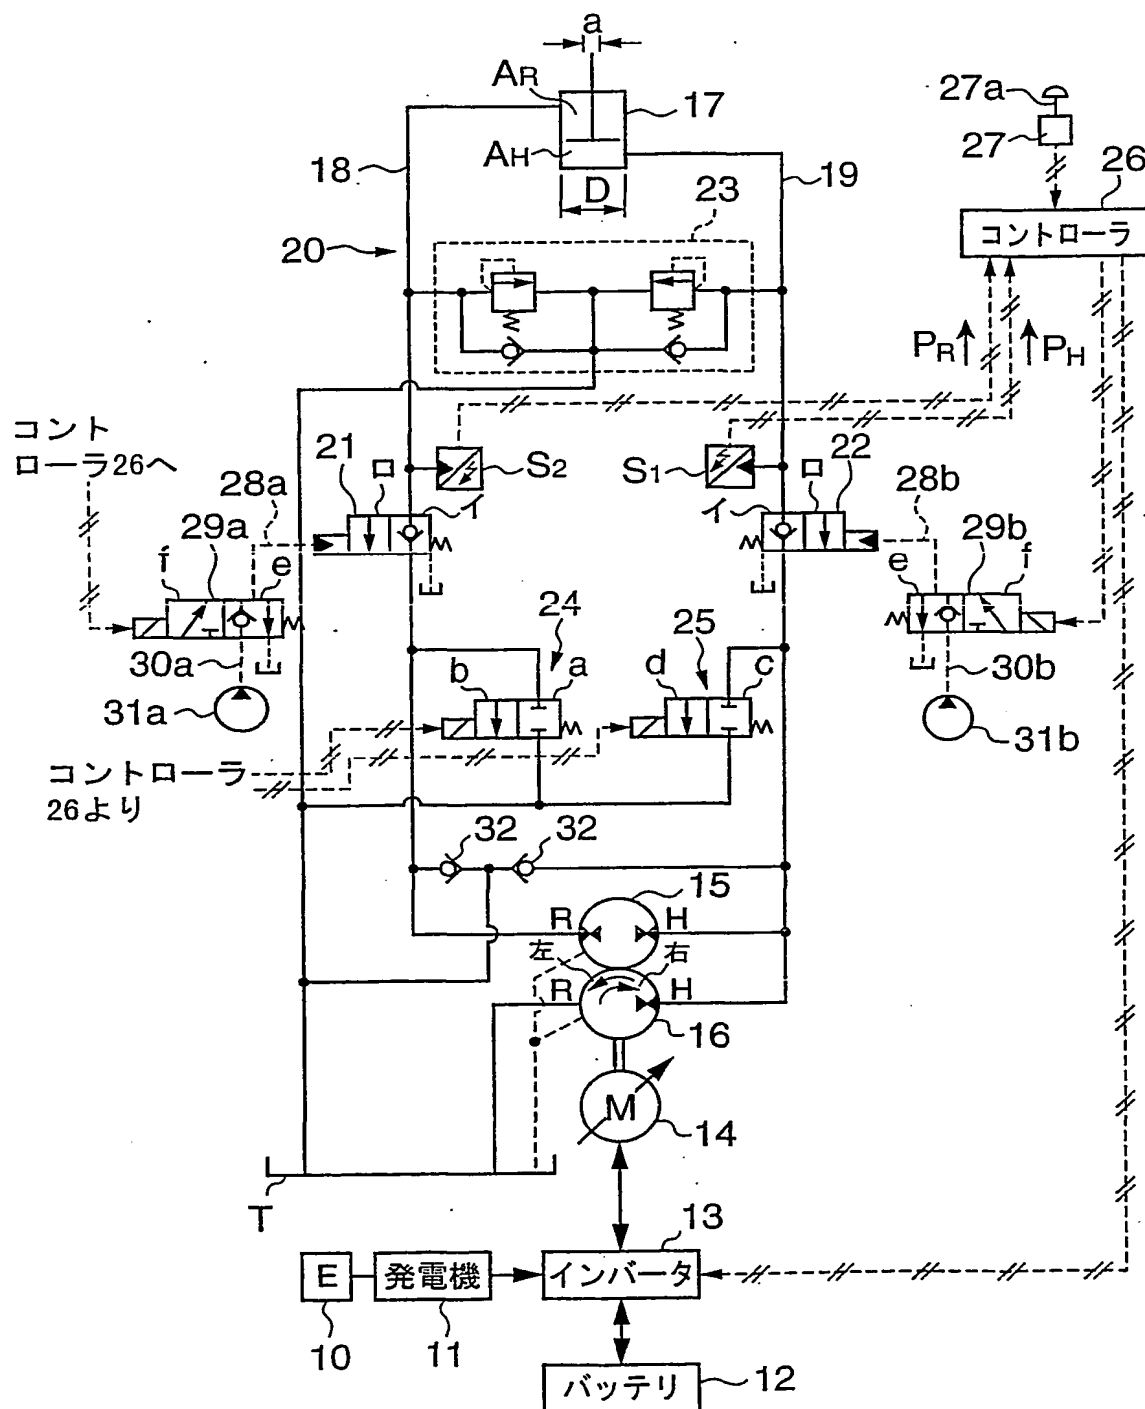 a
AR
17
27a
27
AH
18
19
26
D
23
コントローラ
20
PR
PH
コント
ローラ26へ
21
ロ
S2
S1
ロ
22
28a
イ
イ
28b
29a
29b
f
e
e
f
24
25
30a
b
a
d
c
30b
31a
31b
コントローラ
26より
32
32
15
R
H
左
右
R
H
16
M
14
T
13
E
発電機
インバータ
10
11
バッテリ
12